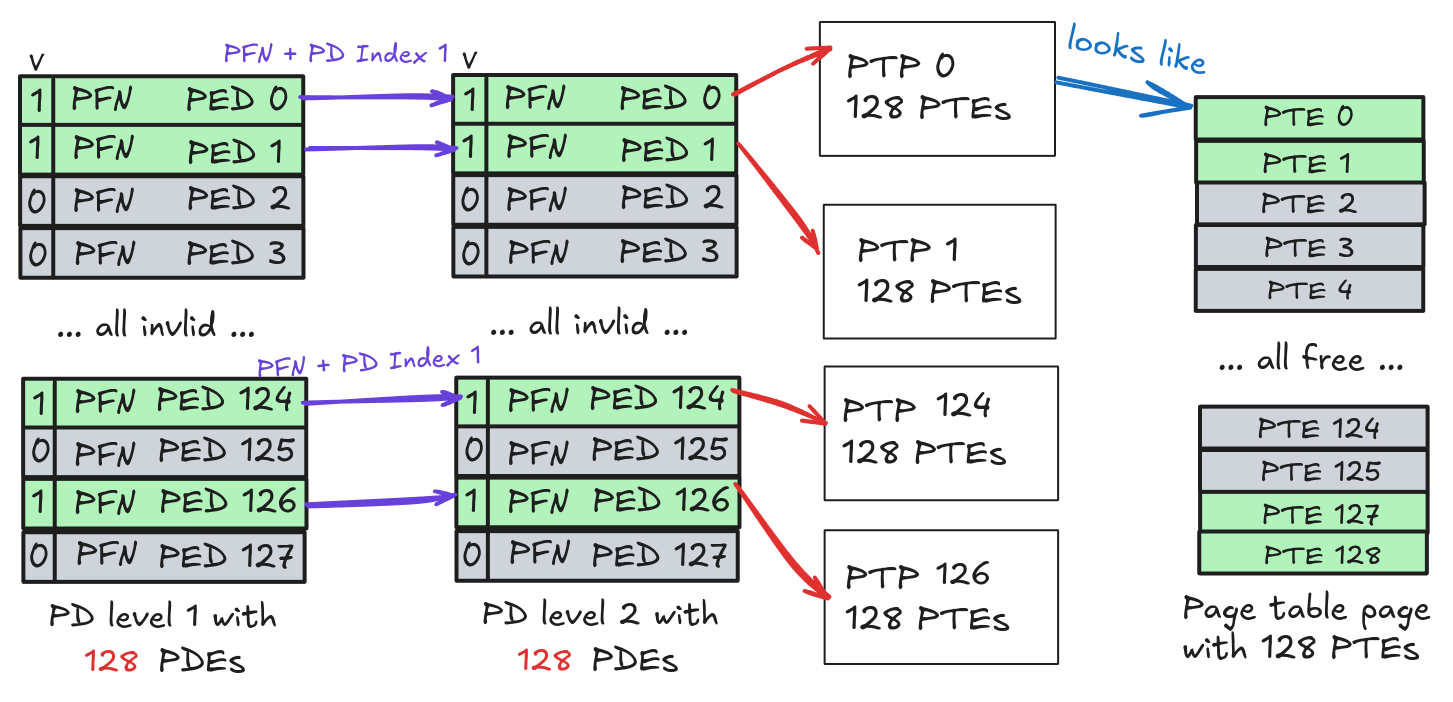 v
PFN + PD Index 1
1 PFN PED 0
1 PFN PED 1
0 PFN PED 2
0 PFN PED 3
... all invlid ...
1 PFN PED 124
0 PFN PED 125
1 PFN PED 126
0 PFN PED 127
PD level 1 with
128 PDEs
v
PFN + PD Index 1
1 PFN PED 0
1 PFN PED 1
0 PFN PED 2
0 PFN PED 3
... all invlid ...
1 PFN PED 124
0 PFN PED 125
1 PFN PED 126
0 PFN PED 127
PD level 2 with
128 PDEs
PTP 0
128 PTEs
PTP 1
128 PTEs
PTP 124
128 PTEs
PTP 126
128 PTEs
looks like
PTE 0
PTE 1
PTE 2
PTE 3
PTE 4
... all free ...
PTE 124
PTE 125
PTE 127
PTE 128
Page table page
with 128 PTEs